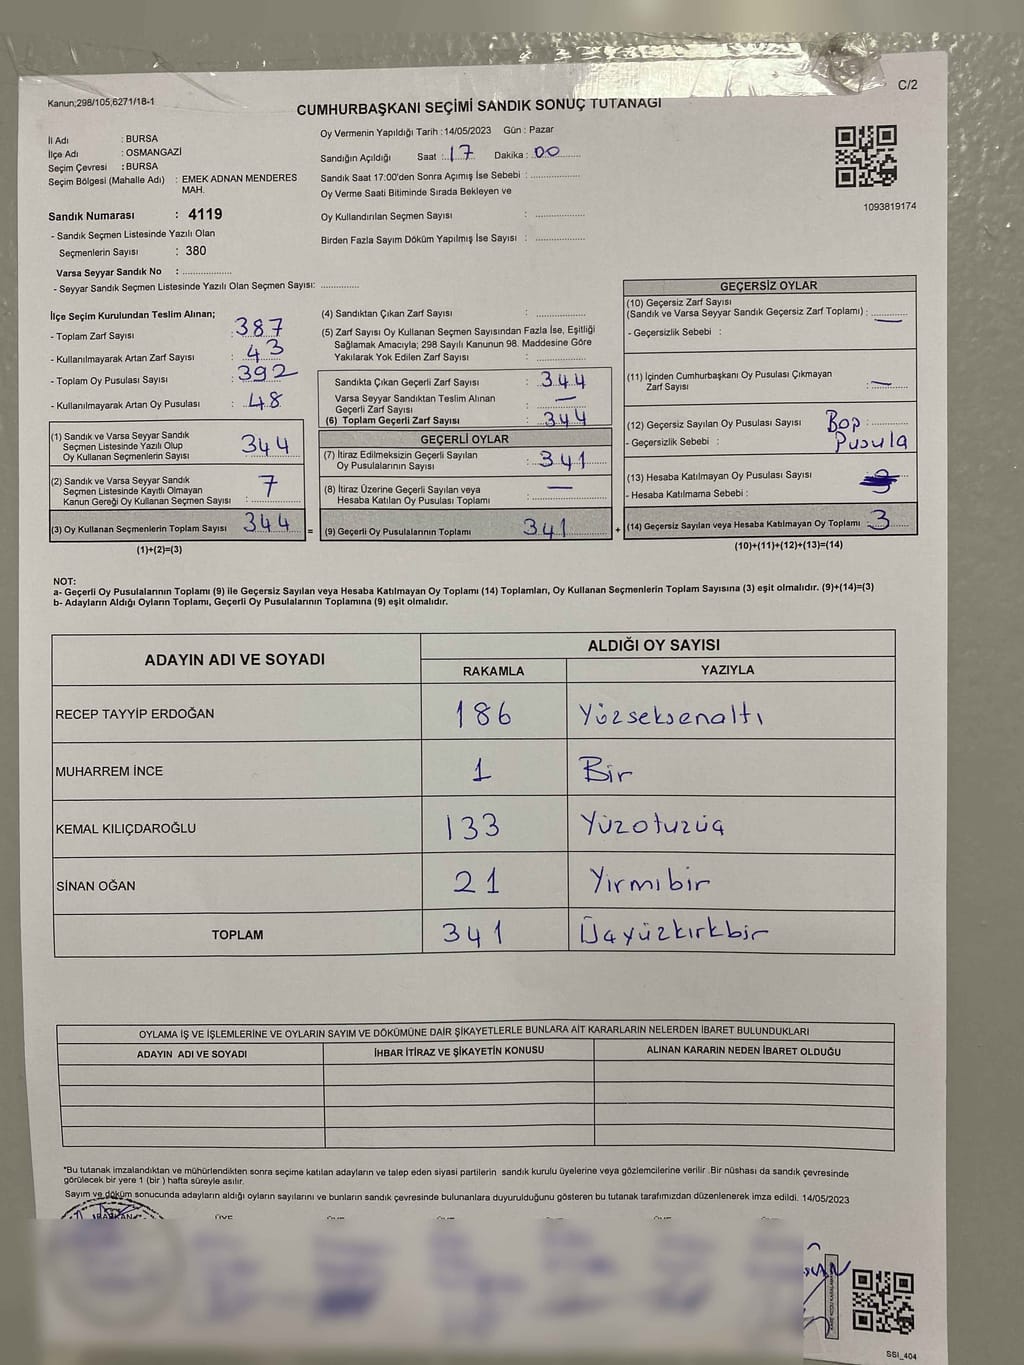 Kanun;298/105,6271/18-1
C/2
CUMHURBAŞKANI SEÇİMİ SANDIK SONUÇ TUTANAĞI
İl Adı : BURSA
İlçe Adı : OSMANGAZİ
Seçim Çevresi : BURSA
Seçim Bölgesi (Mahalle Adı) : EMEK ADNAN MENDERES
MAH.
Sandık Numarası : 4119
- Sandık Seçmen Listesinde Yazılı Olan
Seçmenlerin Sayısı : 380
Varsa Seyyar Sandık No : ..................
- Seyyar Sandık Seçmen Listesinde Yazılı Olan Seçmen Sayısı: ..............
Oy Vermenin Yapıldığı Tarih : 14/05/2023 Gün : Pazar
Sandığın Açıldığı Saat : 17 Dakika : 00
Sandık Saat 17:00'den Sonra Açımış İse Sebebi : ..................
Oy Verme Saati Bitiminde Sırada Bekleyen ve
Oy Kullandırılan Seçmen Sayısı : ..................
Birden Fazla Sayım Döküm Yapılmış İse Sayısı : ..................
1093819174
İlçe Seçim Kurulundan Teslim Alınan;
- Toplam Zarf Sayısı : 387
- Kullanılmayarak Artan Zarf Sayısı : 43
- Toplam Oy Pusulası Sayısı : 392
- Kullanılmayarak Artan Oy Pusulası : 48
(1) Sandık ve Varsa Seyyar Sandık
Seçmen Listesinde Yazılı Olup
Oy Kullanan Seçmenlerin Sayısı : 344
(2) Sandık ve Varsa Seyyar Sandık
Seçmen Listesinde Kayıtlı Olmayan
Kanun Gereği Oy Kullanan Seçmen Sayısı : 7
(3) Oy Kullanan Seçmenlerin Toplam Sayısı 344 =
(1)+(2)=(3)
(4) Sandıktan Çıkan Zarf Sayısı : ..............
(5) Zarf Sayısı Oy Kullanan Seçmen Sayısından Fazla İse, Eşitliği
Sağlamak Amacıyla; 298 Sayılı Kanunun 98. Maddesine Göre
Yakılarak Yok Edilen Zarf Sayısı : ..............
Sandıkta Çıkan Geçerli Zarf Sayısı : 344
Varsa Seyyar Sandıktan Teslim Alınan
Geçerli Zarf Sayısı : —
(6) Toplam Geçerli Zarf Sayısı : 344
GEÇERLİ OYLAR
(7) İtiraz Edilmeksizin Geçerli Sayılan
Oy Pusulalarının Sayısı : 341
(8) İtiraz Üzerine Geçerli Sayılan veya
Hesaba Katılan Oy Pusulası Toplamı : —
(9) Geçerli Oy Pusulalarının Toplamı 341 +
GEÇERSİZ OYLAR
(10) Geçersiz Zarf Sayısı
(Sandık ve Varsa Seyyar Sandık Geçersiz Zarf Toplamı) : —
- Geçersizlik Sebebi :
(11) İçinden Cumhurbaşkanı Oy Pusulası Çıkmayan
Zarf Sayısı : —
(12) Geçersiz Sayılan Oy Pusulası Sayısı : Boş
- Geçersizlik Sebebi : Pusula
(13) Hesaba Katılmayan Oy Pusulası Sayısı :
- Hesaba Katılmama Sebebi :
(14) Geçersiz Sayılan veya Hesaba Katılmayan Oy Toplamı : 3
(10)+(11)+(12)+(13)=(14)
NOT:
a- Geçerli Oy Pusulalarının Toplamı (9) ile Geçersiz Sayılan veya Hesaba Katılmayan Oy Toplamı (14) Toplamları, Oy Kullanan Seçmenlerin Toplam Sayısına (3) eşit olmalıdır. (9)+(14)=(3)
b- Adayların Aldığı Oyların Toplamı, Geçerli Oy Pusulalarının Toplamına (9) eşit olmalıdır.
ADAYIN ADI VE SOYADI
ALDIĞI OY SAYISI
RAKAMLA YAZIYLA
RECEP TAYYİP ERDOĞAN 186 Yüzseksenaltı
MUHARREM İNCE 1 Bir
KEMAL KILIÇDAROĞLU 133 Yüzotuzüç
SİNAN OĞAN 21 Yirmibir
TOPLAM 341 Üçyüzkırkbir
OYLAMA İŞ VE İŞLEMLERİNE VE OYLARIN SAYIM VE DÖKÜMÜNE DAİR ŞİKAYETLERLE BUNLARA AİT KARARLARIN NELERDEN İBARET BULUNDUKLARI
ADAYIN ADI VE SOYADI İHBAR İTİRAZ VE ŞİKAYETİN KONUSU ALINAN KARARIN NEDEN İBARET OLDUĞU
*Bu tutanak imzalandıktan ve mühürlendikten sonra seçime katılan adayların ve talep eden siyasi partilerin sandık kurulu üyelerine veya gözlemcilerine verilir .Bir nüshası da sandık çevresinde
görülecek bir yere 1 (bir ) hafta süreyle asılır.
Sayım ve döküm sonucunda adayların aldığı oyların sayılarını ve bunların sandık çevresinde bulunanlara duyurulduğunu gösteren bu tutanak tarafımızdan düzenlenerek imza edildi. 14/05/2023
BAŞKAN ÜYE
SSI_404